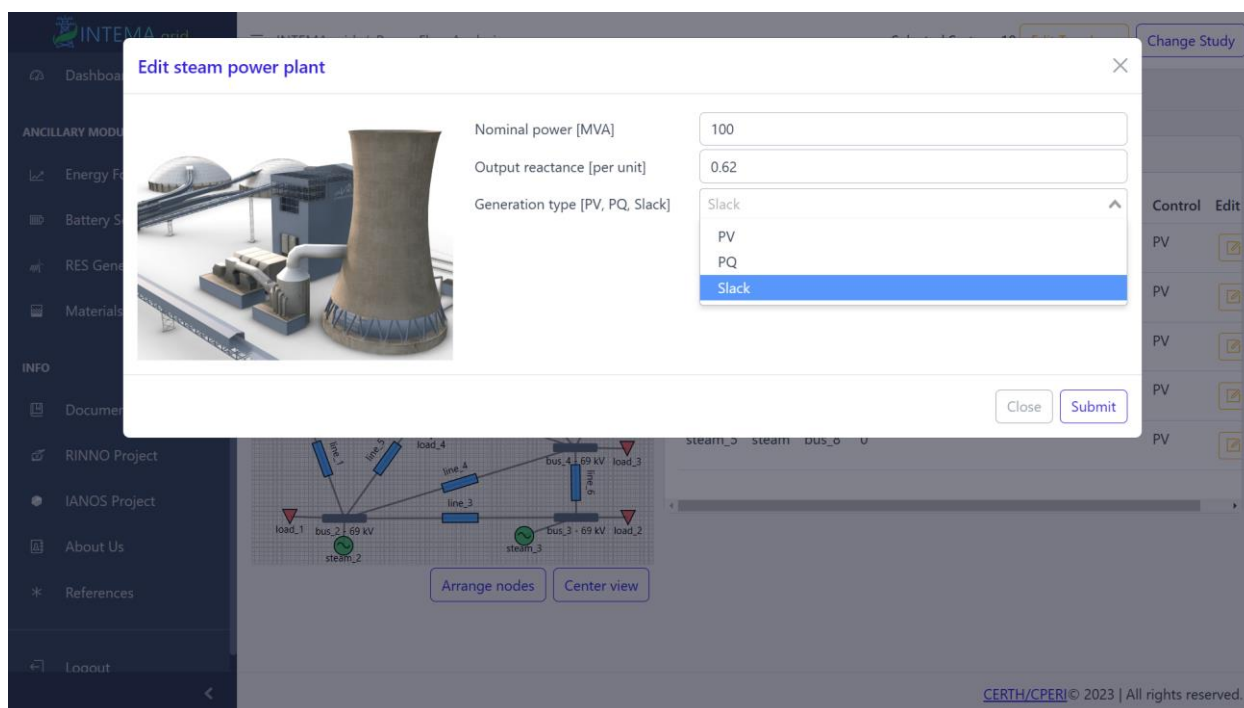 INTEMA grid
Change Study
Dashboa
Edit steam power plant
ANCILLARY MODU
Nominal power [MVA]
100
Output reactance [per unit]
0.62
Energy Fo
Generation type [PV, PQ, Slack]
Slack
Control Edit
Battery S
PV
PV
PQ
RES Gene
Slack
PV
Materials
PV
INFO
PV
Documen
Close
Submit
PV
steam_5 steam bus_8 0
RINNO Project
line_1
line_5
load_4
bus_4 - 69 kV
load_3
line_4
line_6
IANOS Project
line_3
load_1
bus_2 - 69 kV
bus_3 - 69 kV
load_2
About Us
steam_2
steam_3
Arrange nodes
Center view
References
Logout
CERTH/CPERI© 2023 | All rights reserved.